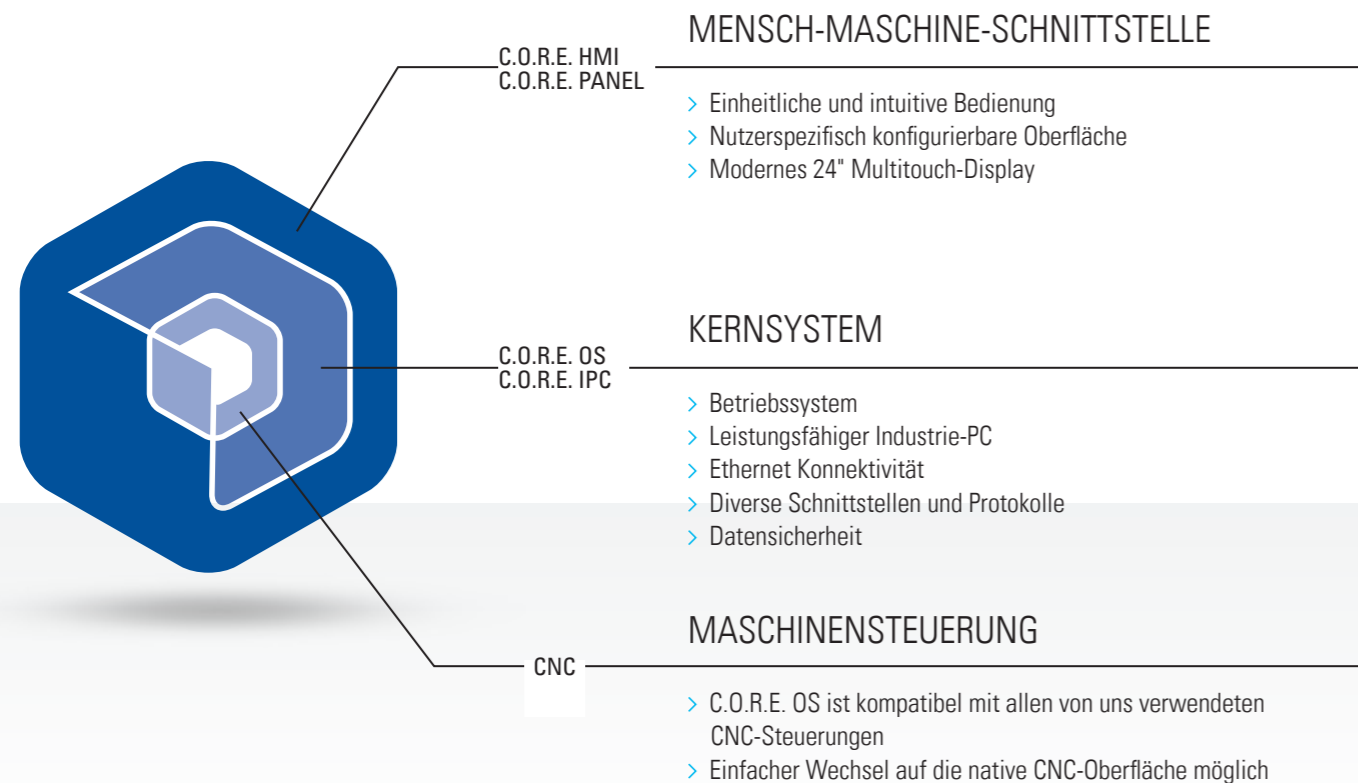 MENSCH-MASCHINE-SCHNITTSTELLE
C.O.R.E. HMI
C.O.R.E. PANEL
> Einheitliche und intuitive Bedienung
> Nutzerspezifisch konfigurierbare Oberfläche
> Modernes 24" Multitouch-Display
KERNSYSTEM
C.O.R.E. OS
C.O.R.E. IPC
> Betriebssystem
> Leistungsfähiger Industrie-PC
> Ethernet Konnektivität
> Diverse Schnittstellen und Protokolle
> Datensicherheit
MASCHINENSTEUERUNG
CNC
> C.O.R.E. OS ist kompatibel mit allen von uns verwendeten
CNC-Steuerungen
> Einfacher Wechsel auf die native CNC-Oberfläche möglich